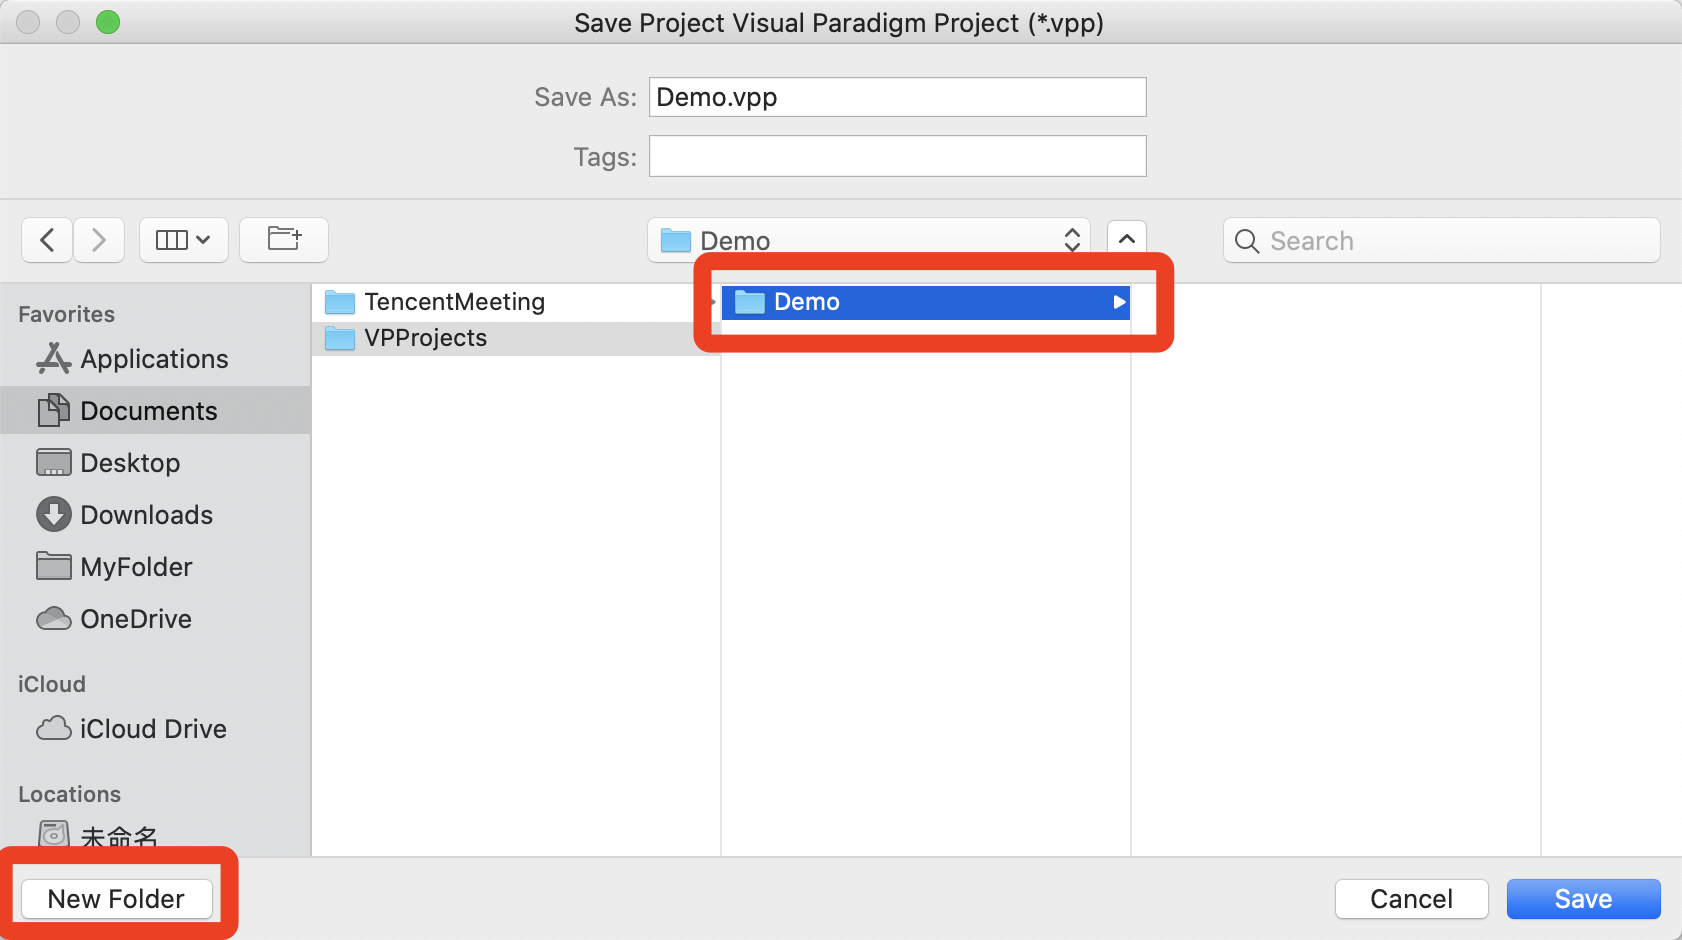 Save Project Visual Paradigm Project (*.vpp)
Save As: Demo.vpp
Tags:
Demo
Search
Favorites
Applications
Documents
Desktop
Downloads
MyFolder
OneDrive
iCloud
iCloud Drive
Locations
未命名
TencentMeeting
VPProjects
Demo
New Folder
Cancel
Save